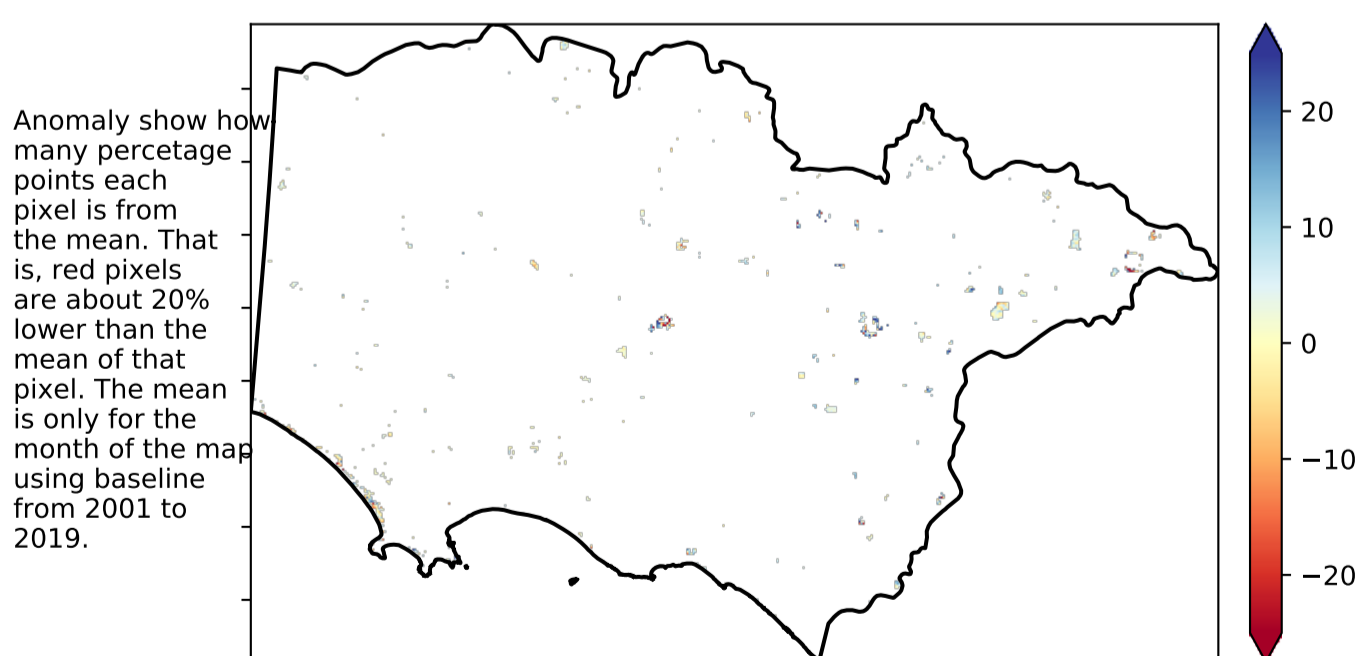 Anomaly show how
many percetage
points each
pixel is from
the mean. That
is, red pixels
are about 20%
lower than the
mean of that
pixel. The mean
is only for the
month of the map
using baseline
from 2001 to
2019.
20
10
0
−10
−20